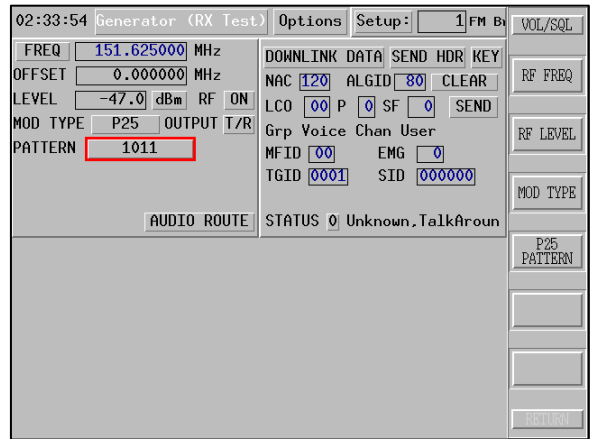 02:33:54 Generator (RX Test) Options Setup: 1 FM B
FREQ 151.625000 MHz
OFFSET 0.000000 MHz
LEVEL -47.0 dBm RF ON
MOD TYPE P25 OUTPUT T/R
PATTERN 1011
AUDIO ROUTE
DOWNLINK DATA SEND HDR KEY
NAC 120 ALGID 80 CLEAR
LCO 00 P 0 SF 0 SEND
Grp Voice Chan User
MFID 00 EMG 0
TGID 0001 SID 000000
STATUS 0 Unknown,TalkAroun
VOL/SQL
RF FREQ
RF LEVEL
MOD TYPE
P25
PATTERN
RETURN